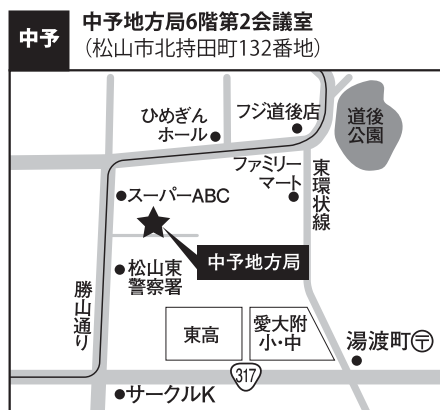 中予
中予地方局6階第2会議室
（松山市北持田町132番地）
ひめぎん
ホール
フジ道後店
道後
公園
ファミリー
マート
東環状線
スーパーABC
中予地方局
松山東
警察署
勝山通り
東高
愛大附
小・中
湯渡町〶
317
サークルK